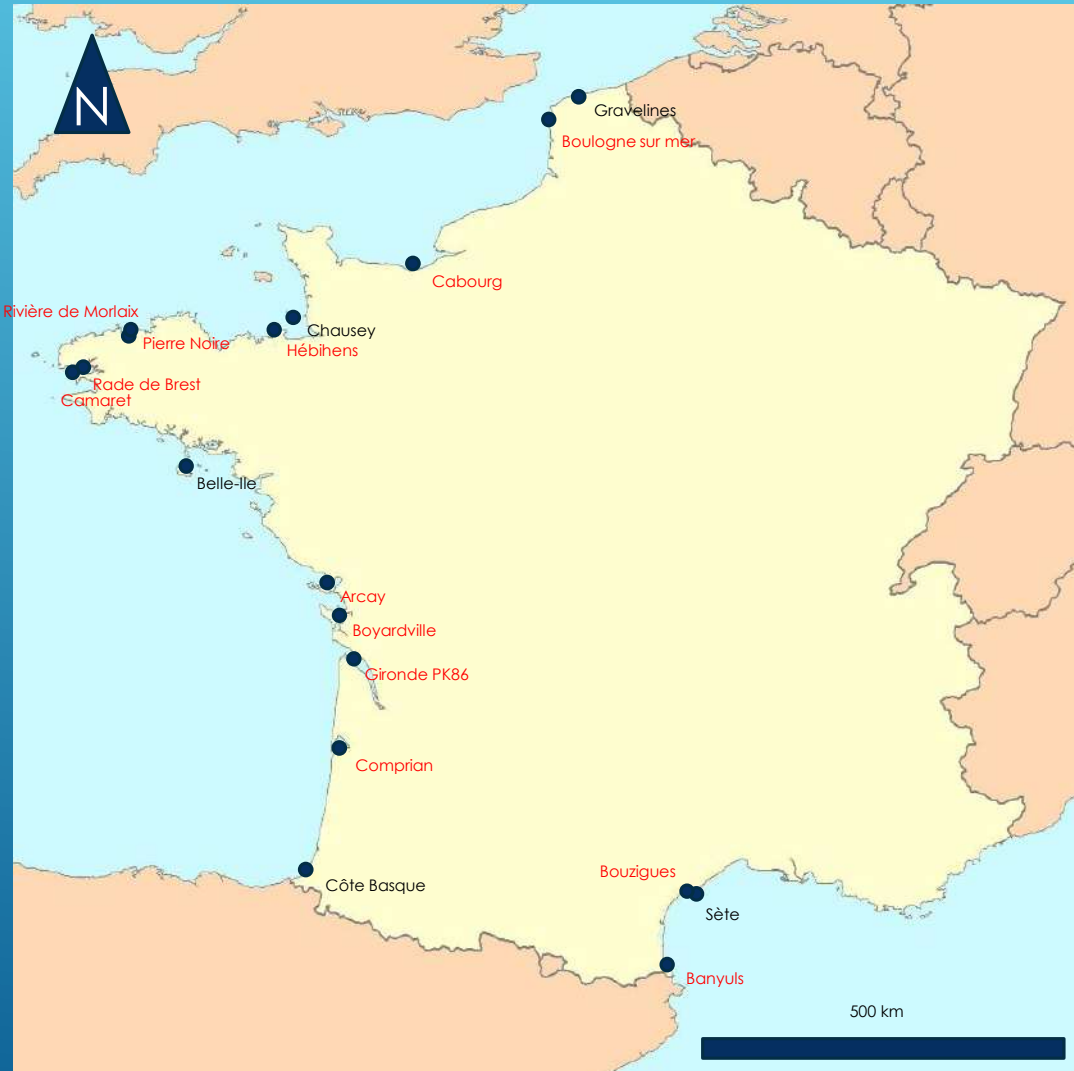 N
Gravelines
Boulogne sur mer
Cabourg
Rivière de Morlaix
Chausey
Pierre Noire
Hébihens
Rade de Brest
Camaret
Belle-Ile
Arcay
Boyardville
Gironde PK86
Comprian
Côte Basque
Bouzigues
Sète
Banyuls
500 km